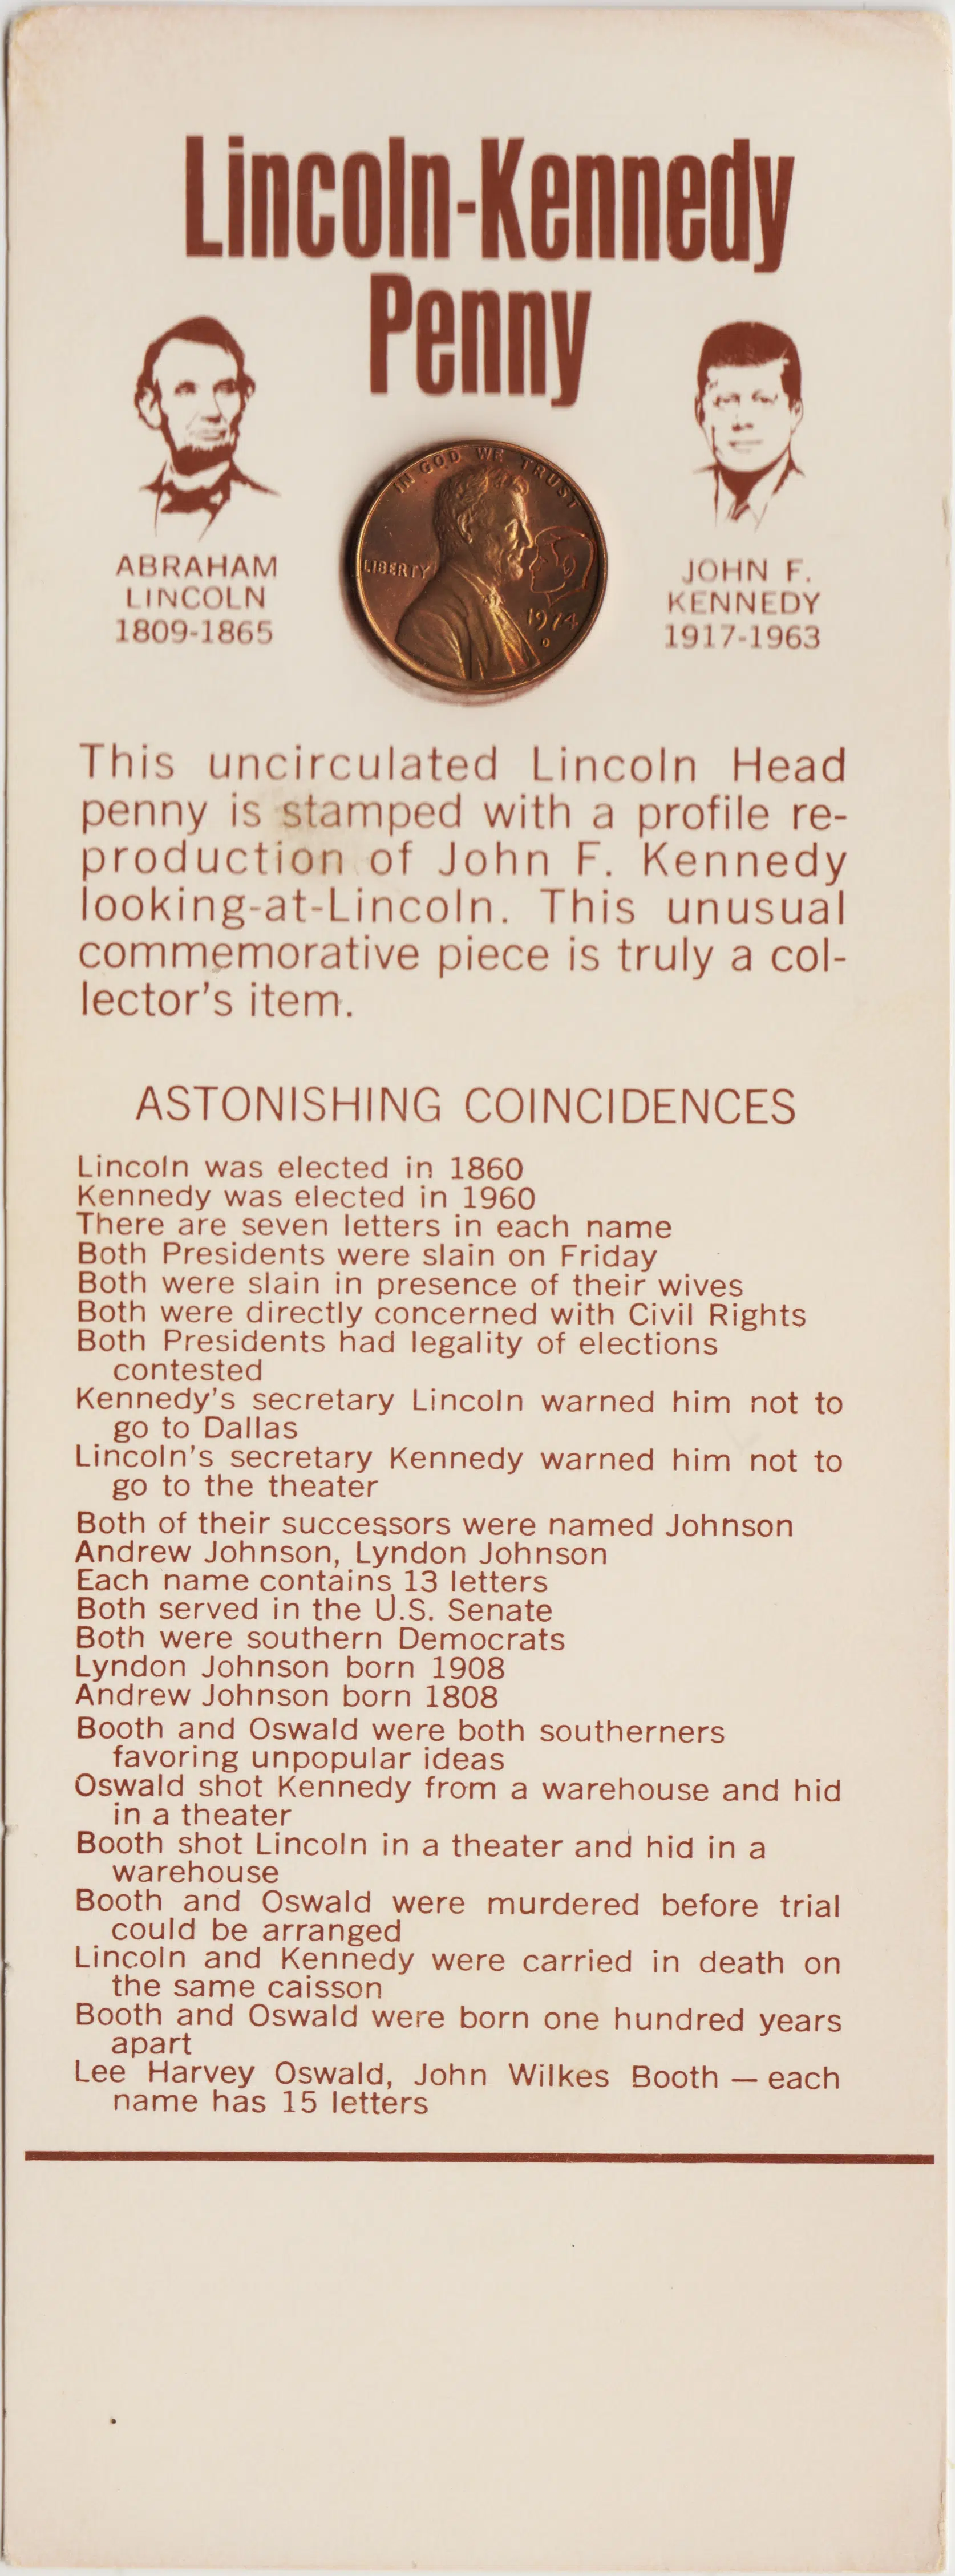 Lincoln-Kennedy
Penny
ABRAHAM
LINCOLN
1809-1865
IN GOD WE TRUST
LIBERTY
1974
D
JOHN F.
KENNEDY
1917-1963
This uncirculated Lincoln Head
penny is stamped with a profile re-
production of John F. Kennedy
looking-at-Lincoln. This unusual
commemorative piece is truly a col-
lector's item.
ASTONISHING COINCIDENCES
Lincoln was elected in 1860
Kennedy was elected in 1960
There are seven letters in each name
Both Presidents were slain on Friday
Both were slain in presence of their wives
Both were directly concerned with Civil Rights
Both Presidents had legality of elections
contested
Kennedy's secretary Lincoln warned him not to
go to Dallas
Lincoln's secretary Kennedy warned him not to
go to the theater
Both of their successors were named Johnson
Andrew Johnson, Lyndon Johnson
Each name contains 13 letters
Both served in the U.S. Senate
Both were southern Democrats
Lyndon Johnson born 1908
Andrew Johnson born 1808
Booth and Oswald were both southerners
favoring unpopular ideas
Oswald shot Kennedy from a warehouse and hid
in a theater
Booth shot Lincoln in a theater and hid in a
warehouse
Booth and Oswald were murdered before trial
could be arranged
Lincoln and Kennedy were carried in death on
the same caisson
Booth and Oswald were born one hundred years
apart
Lee Harvey Oswald, John Wilkes Booth — each
name has 15 letters